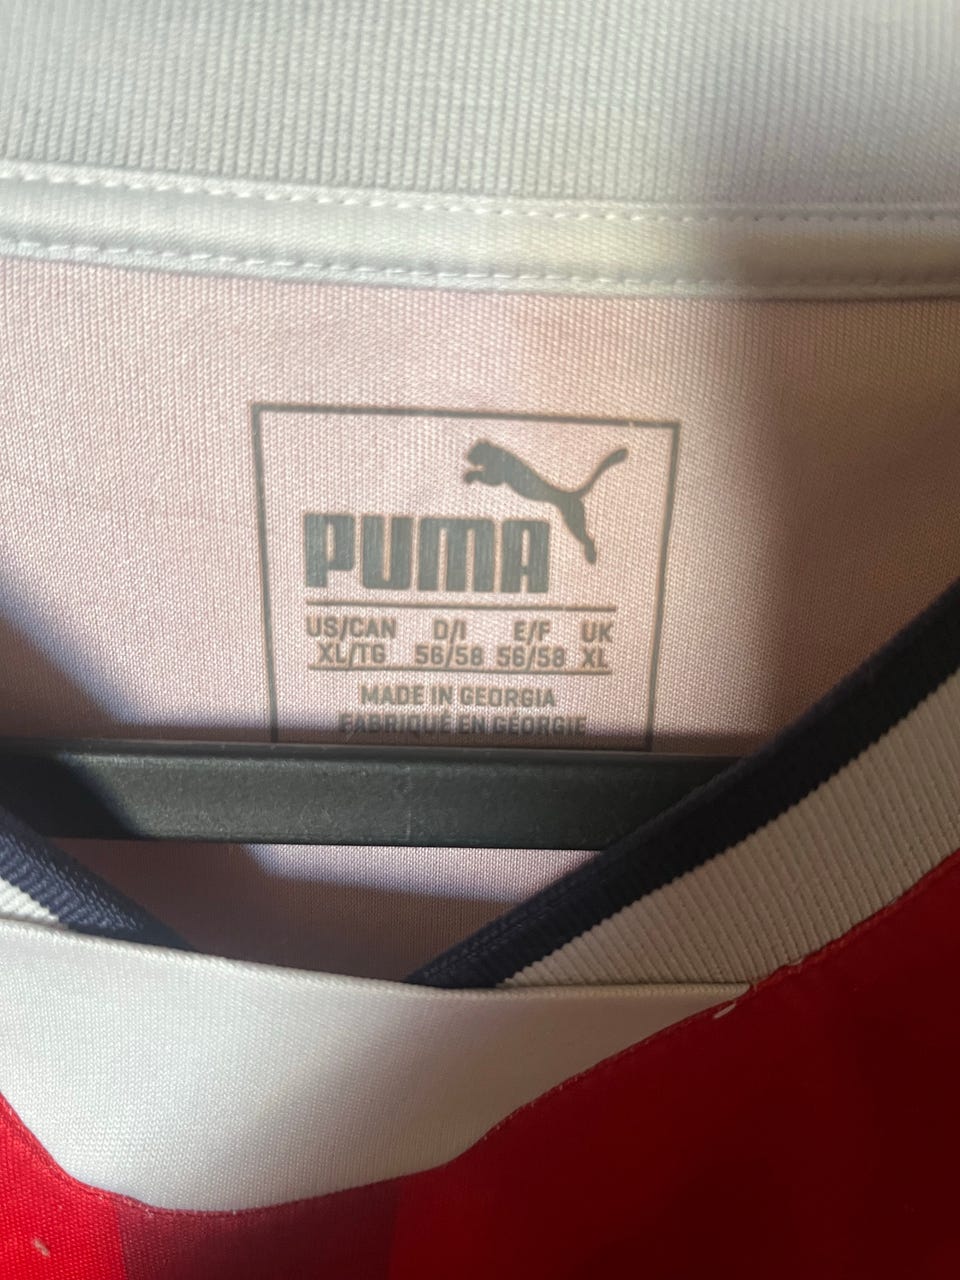 PUMA
US/CAN D/I E/F UK
XL/TG 56/58 56/58 XL
MADE IN GEORGIA
FABRIQUÉ EN GÉORGIE